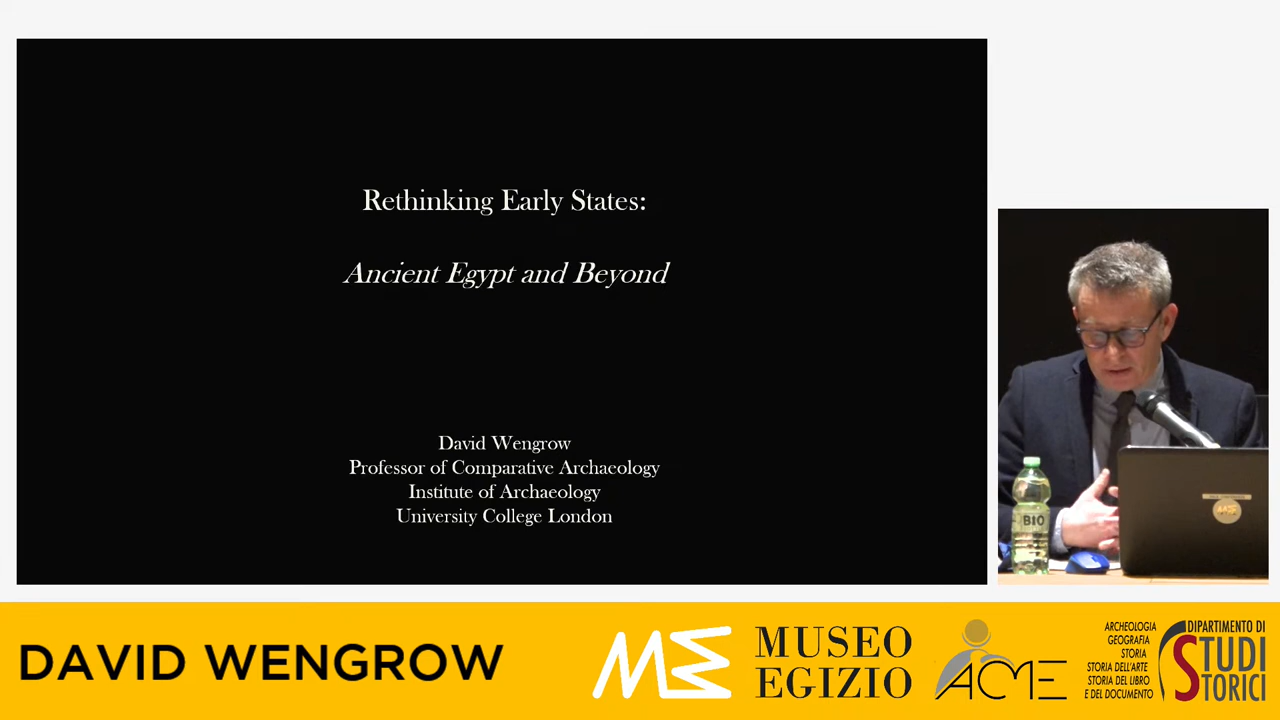 Rethinking Early States:
Ancient Egypt and Beyond
David Wengrow
Professor of Comparative Archaeology
Institute of Archaeology
University College London
BIO
DAVID WENGROW
ME
MUSEO
EGIZIO
ACME
ARCHEOLOGIA
GEOGRAFIA
STORIA
STORIA DELL'ARTE
STORIA DEL LIBRO
E DEL DOCUMENTO
DIPARTIMENTO DI
STUDI
STORICI